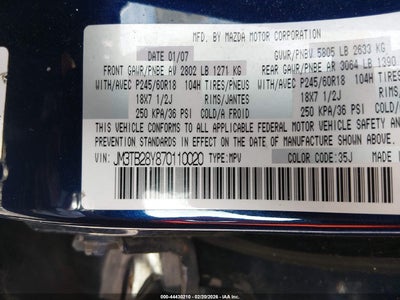 MFD. BY MAZDA MOTOR CORPORATION
DATE 01/07 GVWR/PNBV 5805 LB 2633 KG
FRONT GAWR/PNBE AV 2802 LB 1271 KG REAR GAWR/PNBE AR 3064 LB 1390
WITH/AVEC P245/60R18 104H TIRES/PNEUS WITH/AVEC P245/60R18 104H
18X7 1/2J RIMS/JANTES 18X7 1/2J
250 KPA/36 PSI COLD/A FROID 250 KPA/36 PSI COLD/A
THIS VEHICLE CONFORMS TO ALL APPLICABLE FEDERAL MOTOR VEHICLE SAFETY
IN EFFECT ON THE DATE OF MANUFACTURE SHOWN ABOVE.
VIN: JM3TB28Y870110020 TYPE: MPV COLOR CODE: 35J MADE
000-44430210 - 02/20/2026 - IAA Inc.